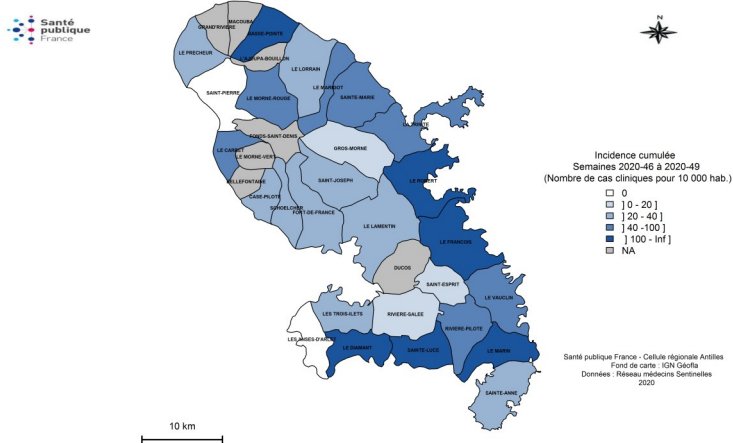 Santé
publique
France
N
MACOUBA
GRAND'RIVIERE
BASSE-POINTE
LE PRECHEUR
L'AJOUPA-BOUILLON
LE LORRAIN
SAINT-PIERRE
LE MARIGOT
LE MORNE-ROUGE
SAINTE-MARIE
LA TRINITE
FONDS-SAINT-DENIS
GROS-MORNE
LE CARBET
LE MORNE-VERT
SAINT-JOSEPH
LE ROBERT
BELLEFONTAINE
CASE-PILOTE
SCHOELCHER
FORT-DE-FRANCE
LE LAMENTIN
LE FRANCOIS
DUCOS
SAINT-ESPRIT
LE VAUCLIN
LES TROIS-ILETS
RIVIERE-SALEE
RIVIERE-PILOTE
LES ANSES-D'ARLET
LE DIAMANT
SAINTE-LUCE
LE MARIN
SAINTE-ANNE
Incidence cumulée
Semaines 2020-46 à 2020-49
(Nombre de cas cliniques pour 10 000 hab.)
0
] 0 - 20 ]
] 20 - 40 ]
] 40 -100 ]
] 100 - Inf ]
NA
Santé publique France - Cellule régionale Antilles
Fond de carte : IGN Géofla
Données : Réseau médecins Sentinelles
2020
10 km